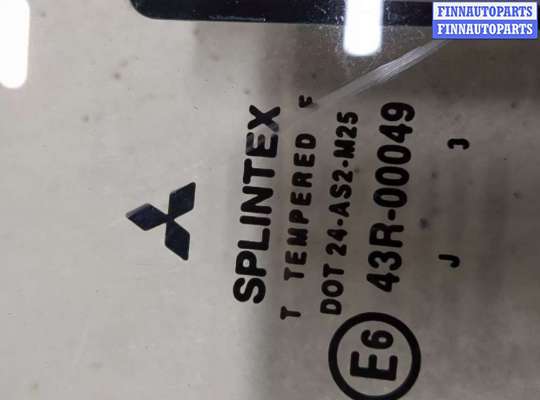 FINNAUTOPARTS
FINNAUTOPARTS
SPLINTEX
T TEMPERED F
DOT 24-AS2-M25
E6 43R-00049
J